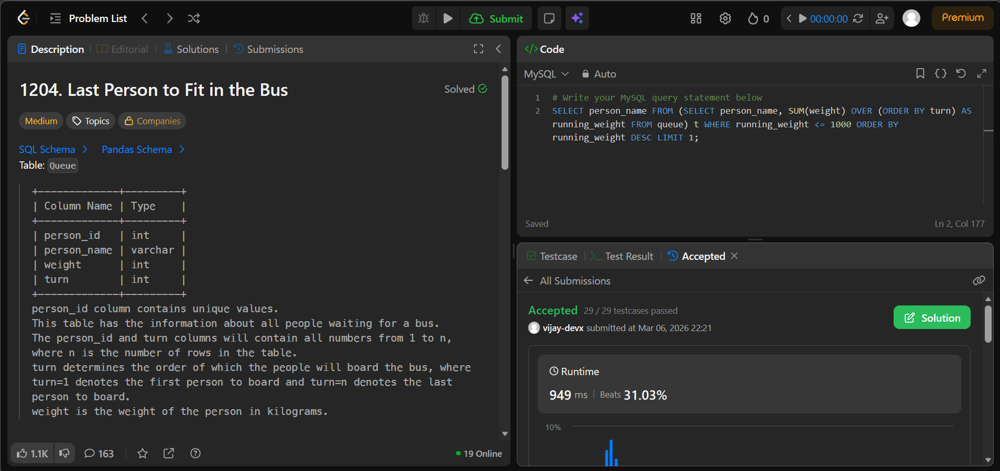 Problem List
Submit
0
00:00:00
Premium
Description
Editorial
Solutions
Submissions
1204. Last Person to Fit in the Bus
Solved
Medium
Topics
Companies
SQL Schema
Pandas Schema
Table: Queue
+-------------+---------+
| Column Name | Type    |
+-------------+---------+
| person_id   | int     |
| person_name | varchar |
| weight      | int     |
| turn        | int     |
+-------------+---------+
person_id column contains unique values.
This table has the information about all people waiting for a bus.
The person_id and turn columns will contain all numbers from 1 to n,
where n is the number of rows in the table.
turn determines the order of which the people will board the bus, where
turn=1 denotes the first person to board and turn=n denotes the last
person to board.
weight is the weight of the person in kilograms.
1.1K
163
19 Online
</> Code
MySQL
Auto
1 # Write your MySQL query statement below
2 SELECT person_name FROM (SELECT person_name, SUM(weight) OVER (ORDER BY turn) AS
running_weight FROM queue) t WHERE running_weight <= 1000 ORDER BY
running_weight DESC LIMIT 1;
Saved
Ln 2, Col 177
Testcase
Test Result
Accepted
All Submissions
Accepted 29 / 29 testcases passed
vijay-devx submitted at Mar 06, 2026 22:21
Solution
Runtime
949 ms | Beats 31.03%
10%